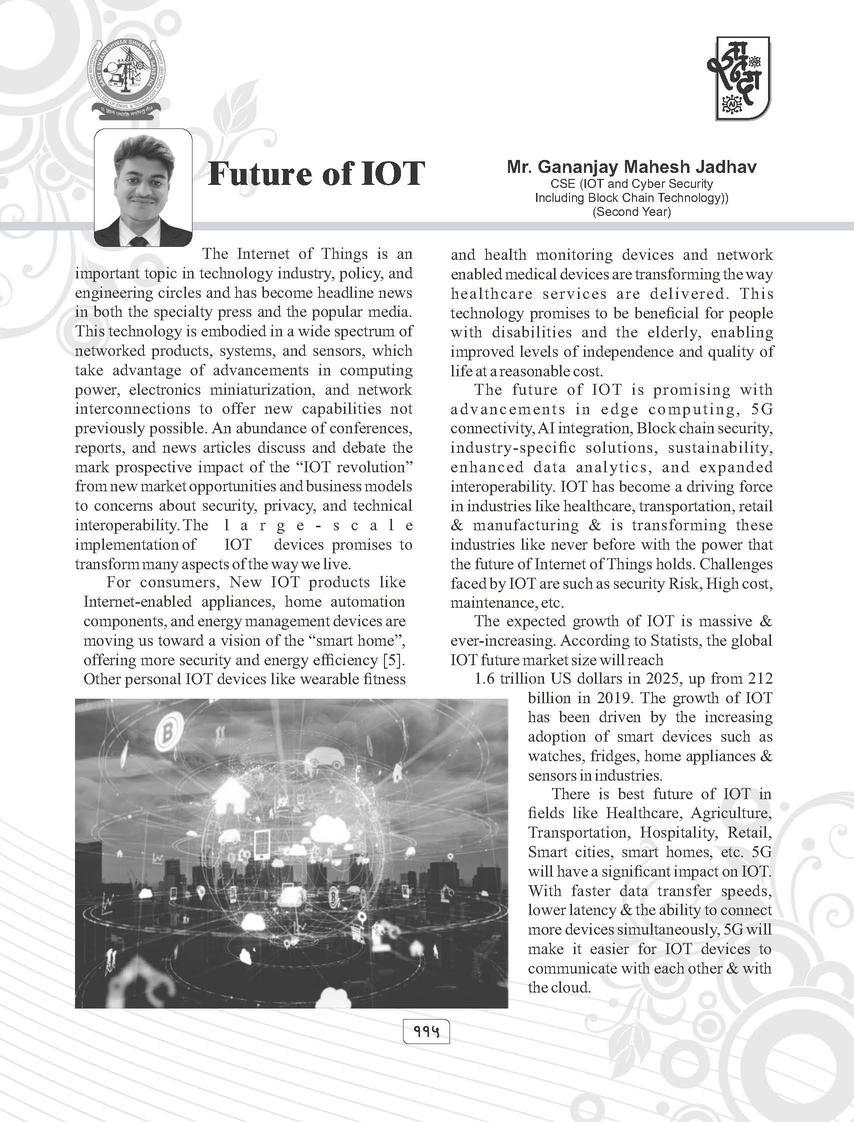 Future of IOT
Mr. Gananjay Mahesh Jadhav
CSE (IOT and Cyber Security
Including Block Chain Technology))
(Second Year)
The Internet of Things is an
important topic in technology industry, policy, and
engineering circles and has become headline news
in both the specialty press and the popular media.
This technology is embodied in a wide spectrum of
networked products, systems, and sensors, which
take advantage of advancements in computing
power, electronics miniaturization, and network
interconnections to offer new capabilities not
previously possible. An abundance of conferences,
reports, and news articles discuss and debate the
mark prospective impact of the “IOT revolution”
from new market opportunities and business models
to concerns about security, privacy, and technical
interoperability. The large-scale
implementation of IOT devices promises to
transform many aspects of the way we live.
For consumers, New IOT products like
Internet-enabled appliances, home automation
components, and energy management devices are
moving us toward a vision of the “smart home”,
offering more security and energy efficiency [5].
Other personal IOT devices like wearable fitness
and health monitoring devices and network
enabled medical devices are transforming the way
healthcare services are delivered. This
technology promises to be beneficial for people
with disabilities and the elderly, enabling
improved levels of independence and quality of
life at a reasonable cost.
The future of IOT is promising with
advancements in edge computing, 5G
connectivity, AI integration, Block chain security,
industry-specific solutions, sustainability,
enhanced data analytics, and expanded
interoperability. IOT has become a driving force
in industries like healthcare, transportation, retail
& manufacturing & is transforming these
industries like never before with the power that
the future of Internet of Things holds. Challenges
faced by IOT are such as security Risk, High cost,
maintenance, etc.
The expected growth of IOT is massive &
ever-increasing. According to Statists, the global
IOT future market size will reach
1.6 trillion US dollars in 2025, up from 212
billion in 2019. The growth of IOT
has been driven by the increasing
adoption of smart devices such as
watches, fridges, home appliances &
sensors in industries.
There is best future of IOT in
fields like Healthcare, Agriculture,
Transportation, Hospitality, Retail,
Smart cities, smart homes, etc. 5G
will have a significant impact on IOT.
With faster data transfer speeds,
lower latency & the ability to connect
more devices simultaneously, 5G will
make it easier for IOT devices to
communicate with each other & with
the cloud.
११५